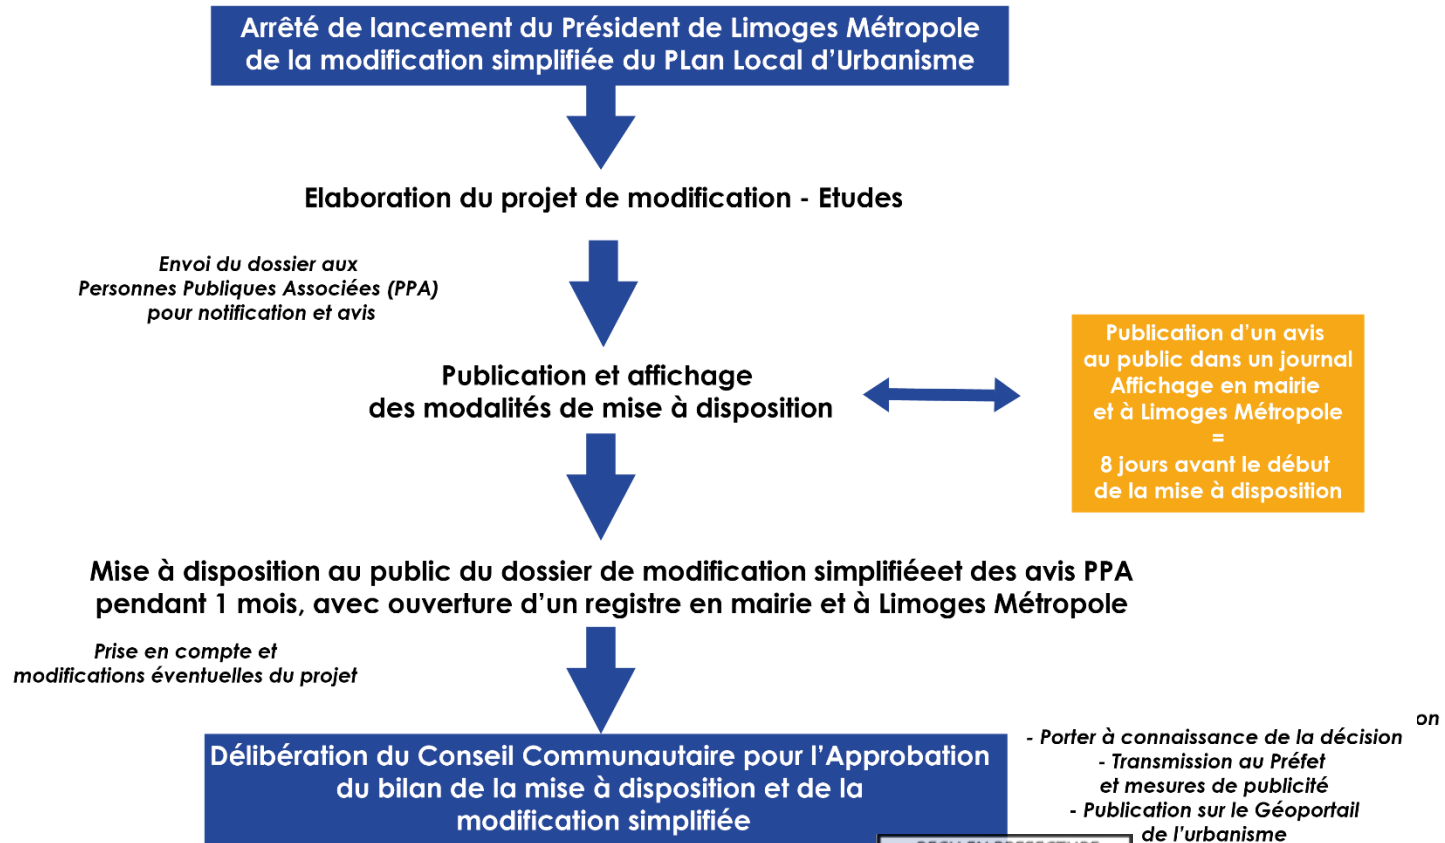 Arrêté de lancement du Président de Limoges Métropole
de la modification simplifiée du PLan Local d'Urbanisme
Elaboration du projet de modification - Etudes
Envoi du dossier aux
Personnes Publiques Associées (PPA)
pour notification et avis
Publication et affichage
des modalités de mise à disposition
Publication d'un avis
au public dans un journal
Affichage en mairie
et à Limoges Métropole
=
8 jours avant le début
de la mise à disposition
Mise à disposition au public du dossier de modification simplifiéeet des avis PPA
pendant 1 mois, avec ouverture d'un registre en mairie et à Limoges Métropole
Prise en compte et
modifications éventuelles du projet
Délibération du Conseil Communautaire pour l'Approbation
du bilan de la mise à disposition et de la
modification simplifiée
on
- Porter à connaissance de la décision
- Transmission au Préfet
et mesures de publicité
- Publication sur le Géoportail
de l'urbanisme